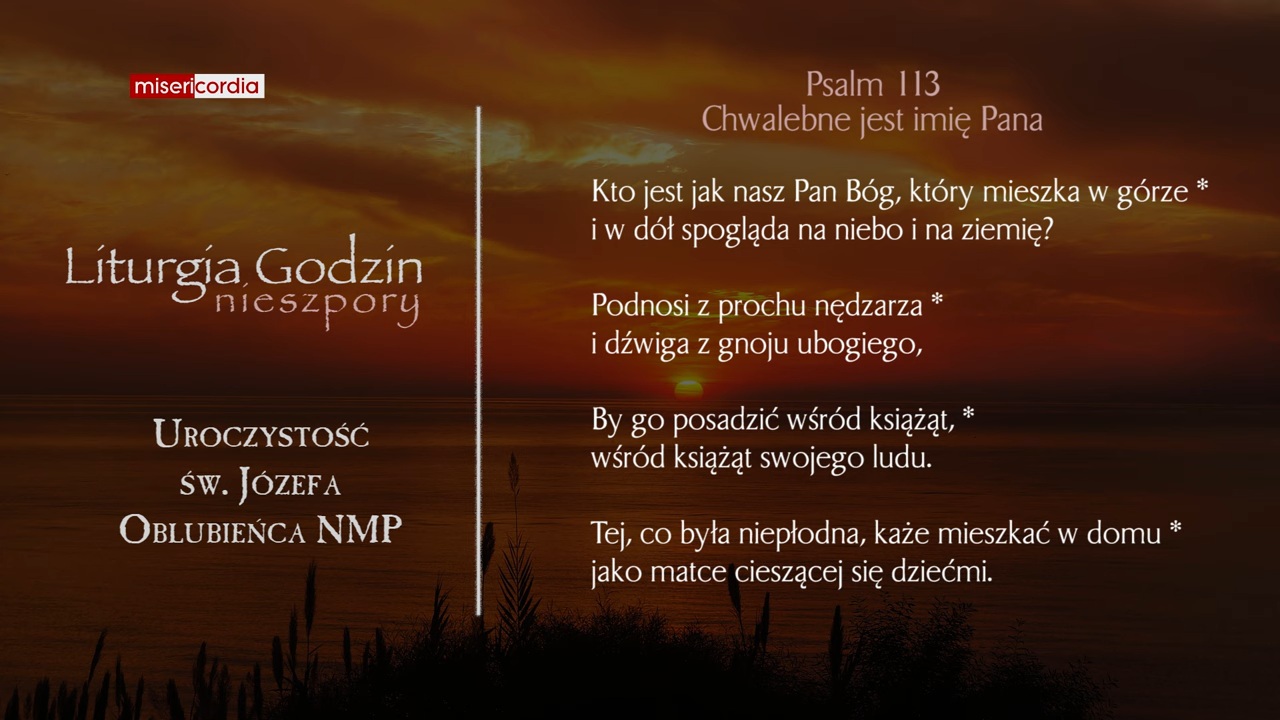 misericordia
Liturgia Godzin
nieszpory
Uroczystość
św. Józefa
Oblubieńca NMP
Psalm 113
Chwalebne jest imię Pana
Kto jest jak nasz Pan Bóg, który mieszka w górze *
i w dół spogląda na niebo i na ziemię?
Podnosi z prochu nędzarza *
i dźwiga z gnoju ubogiego,
By go posadzić wśród książąt, *
wśród książąt swojego ludu.
Tej, co była niepłodna, każe mieszkać w domu *
jako matce cieszącej się dziećmi.